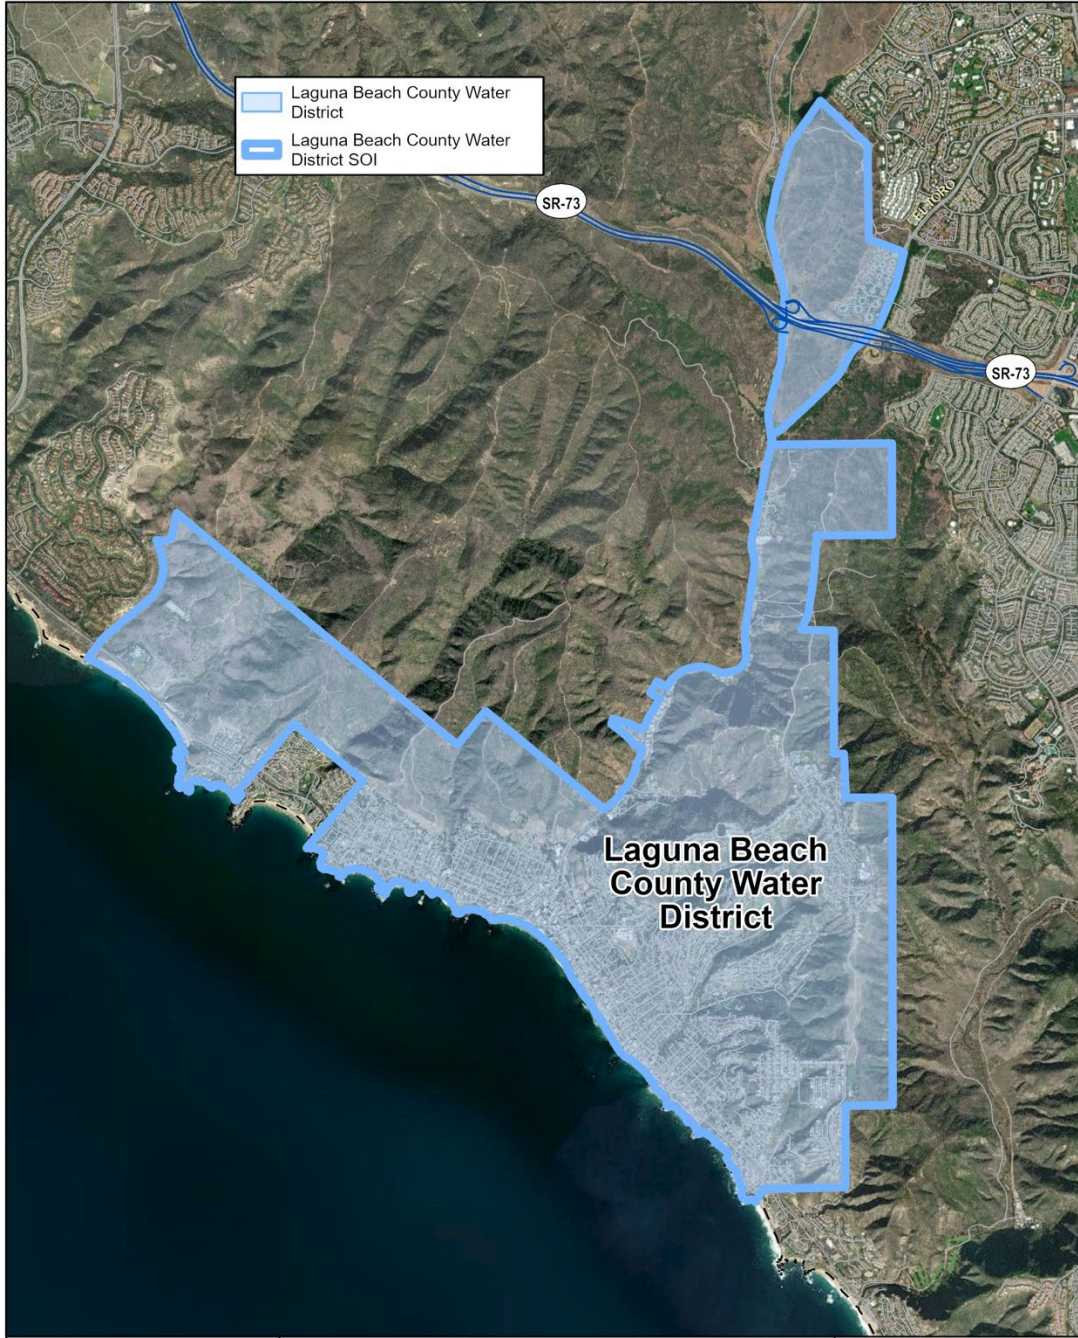 Laguna Beach County Water
District
Laguna Beach County Water
District SOI
SR-73
EL TORO
SR-73
Laguna Beach
County Water
District